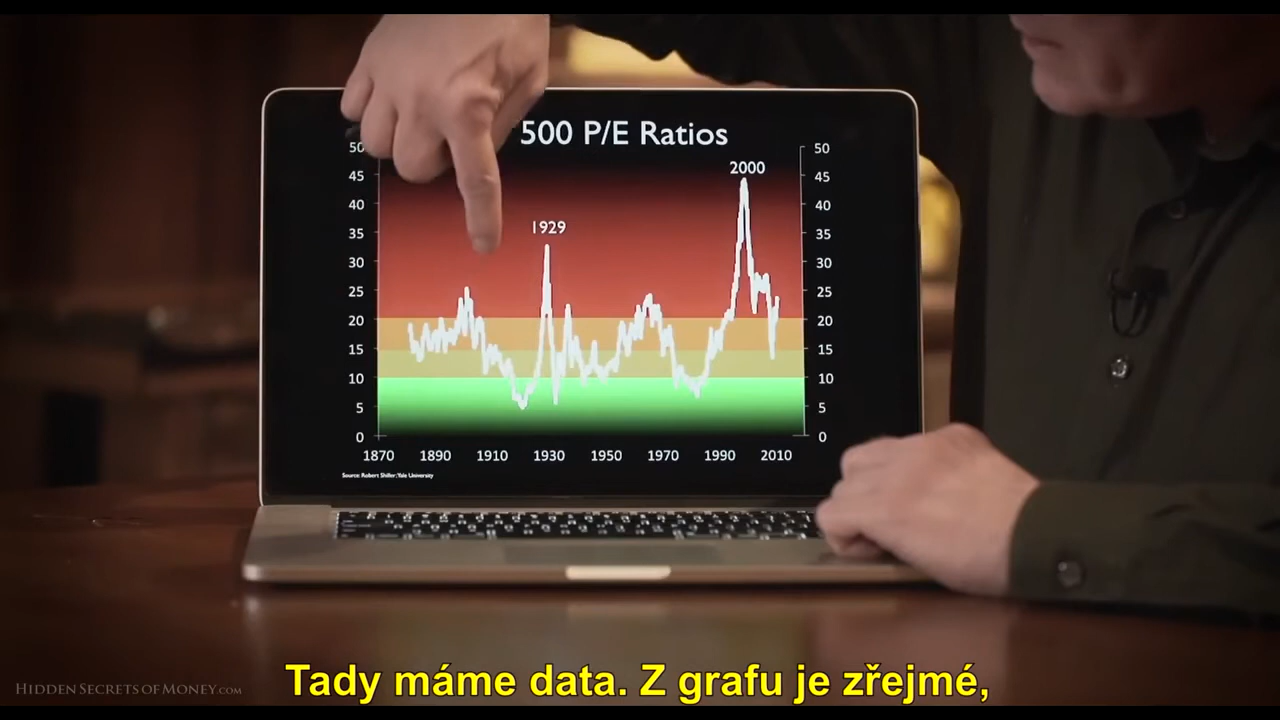 500 P/E Ratios
50 50
2000
45 45
40 40
1929
35 35
30 30
25 25
20 20
15 15
10 10
5 5
0 0
1870 1890 1910 1930 1950 1970 1990 2010
Source: Robert Shiller: Yale University
HIDDEN SECRETS OF MONEY.COM
Tady máme data. Z grafu je zřejmé,